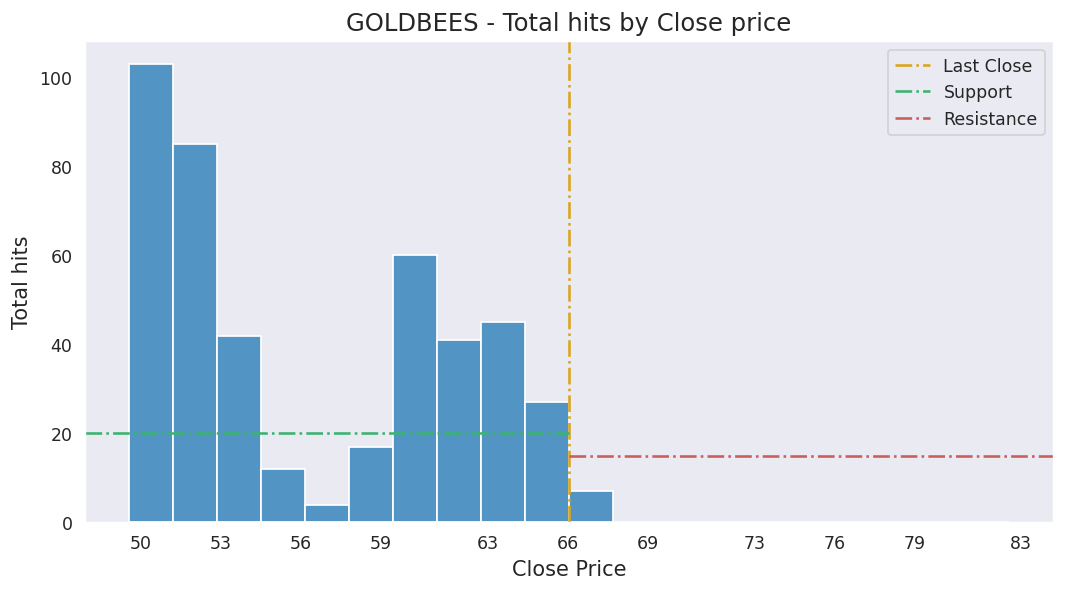 GOLDBEES - Total hits by Close price
Last Close
Support
Resistance
Total hits
100
80
60
40
20
0
50 53 56 59 63 66 69 73 76 79 83
Close Price